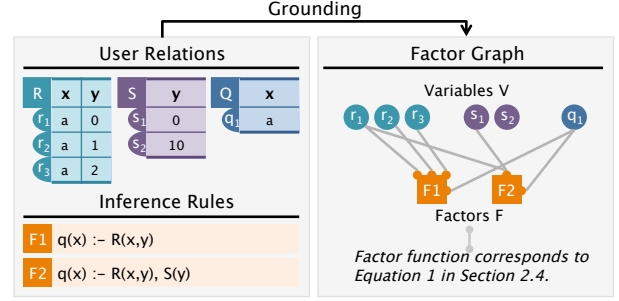 Grounding
User Relations
R x y
r1 a 0
r2 a 1
r3 a 2
S y
s1 0
s2 10
Q x
q1 a
Inference Rules
F1 q(x) :- R(x,y)
F2 q(x) :- R(x,y), S(y)
Factor Graph
Variables V
r1 r2 r3 s1 s2 q1
F1 F2
Factors F
Factor function corresponds to
Equation 1 in Section 2.4.